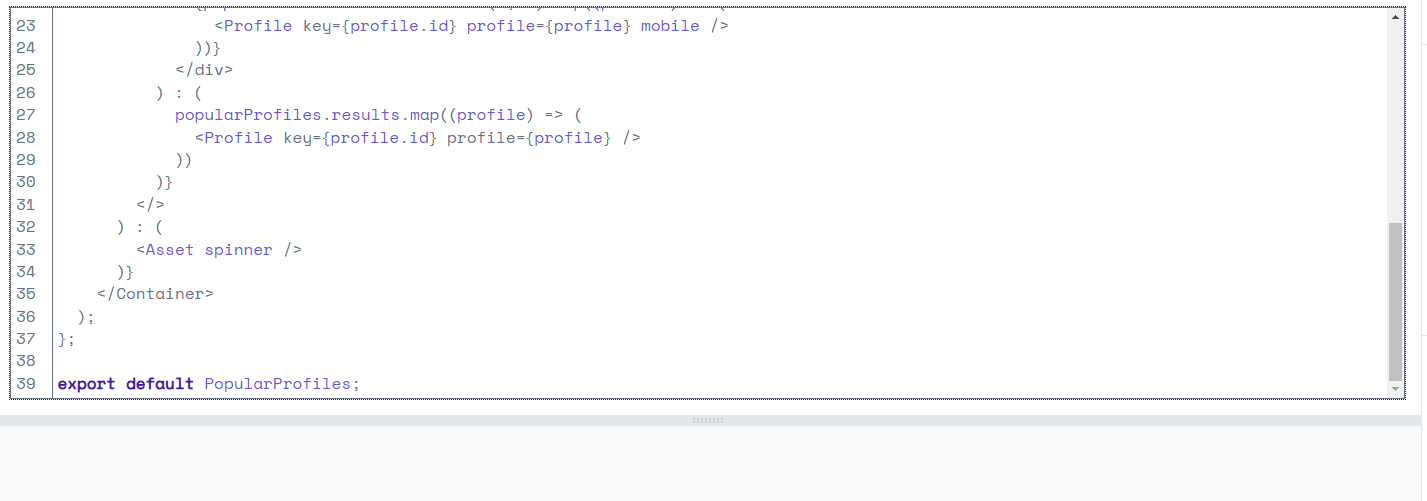 23 <Profile key={profile.id} profile={profile} mobile />
24 ))}
25 </div>
26 ) : (
27 popularProfiles.results.map((profile) => (
28 <Profile key={profile.id} profile={profile} />
29 ))
30 )}
31 </>
32 ) : (
33 <Asset spinner />
34 )}
35 </Container>
36 );
37 };
38
39 export default PopularProfiles;